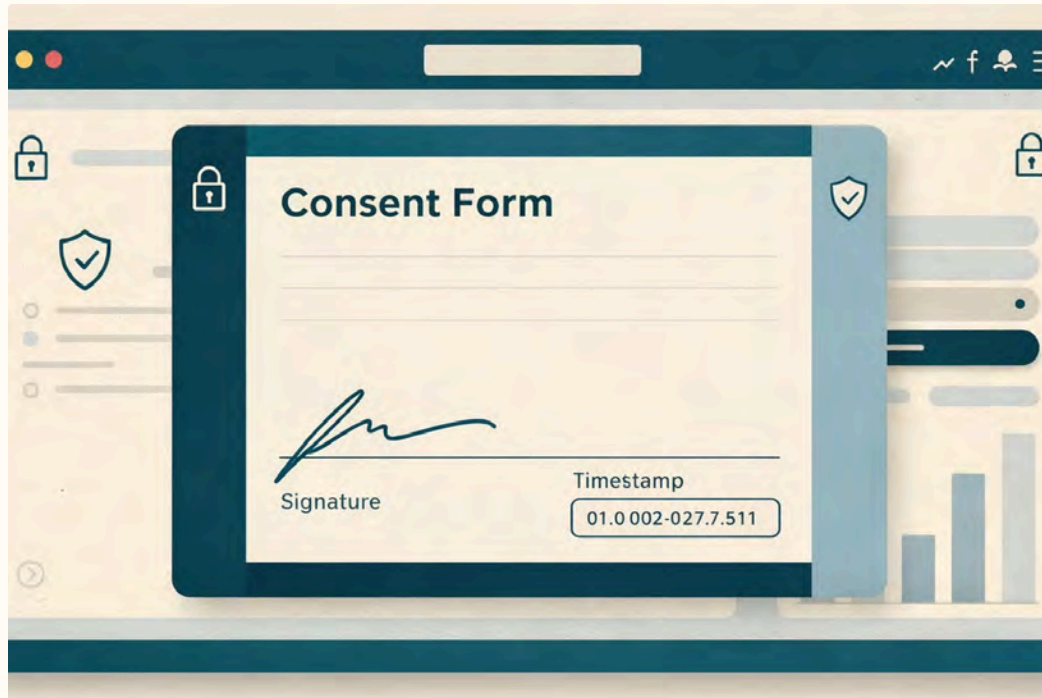 f
Consent Form
Signature
Timestamp
01.0 002-027.7.511